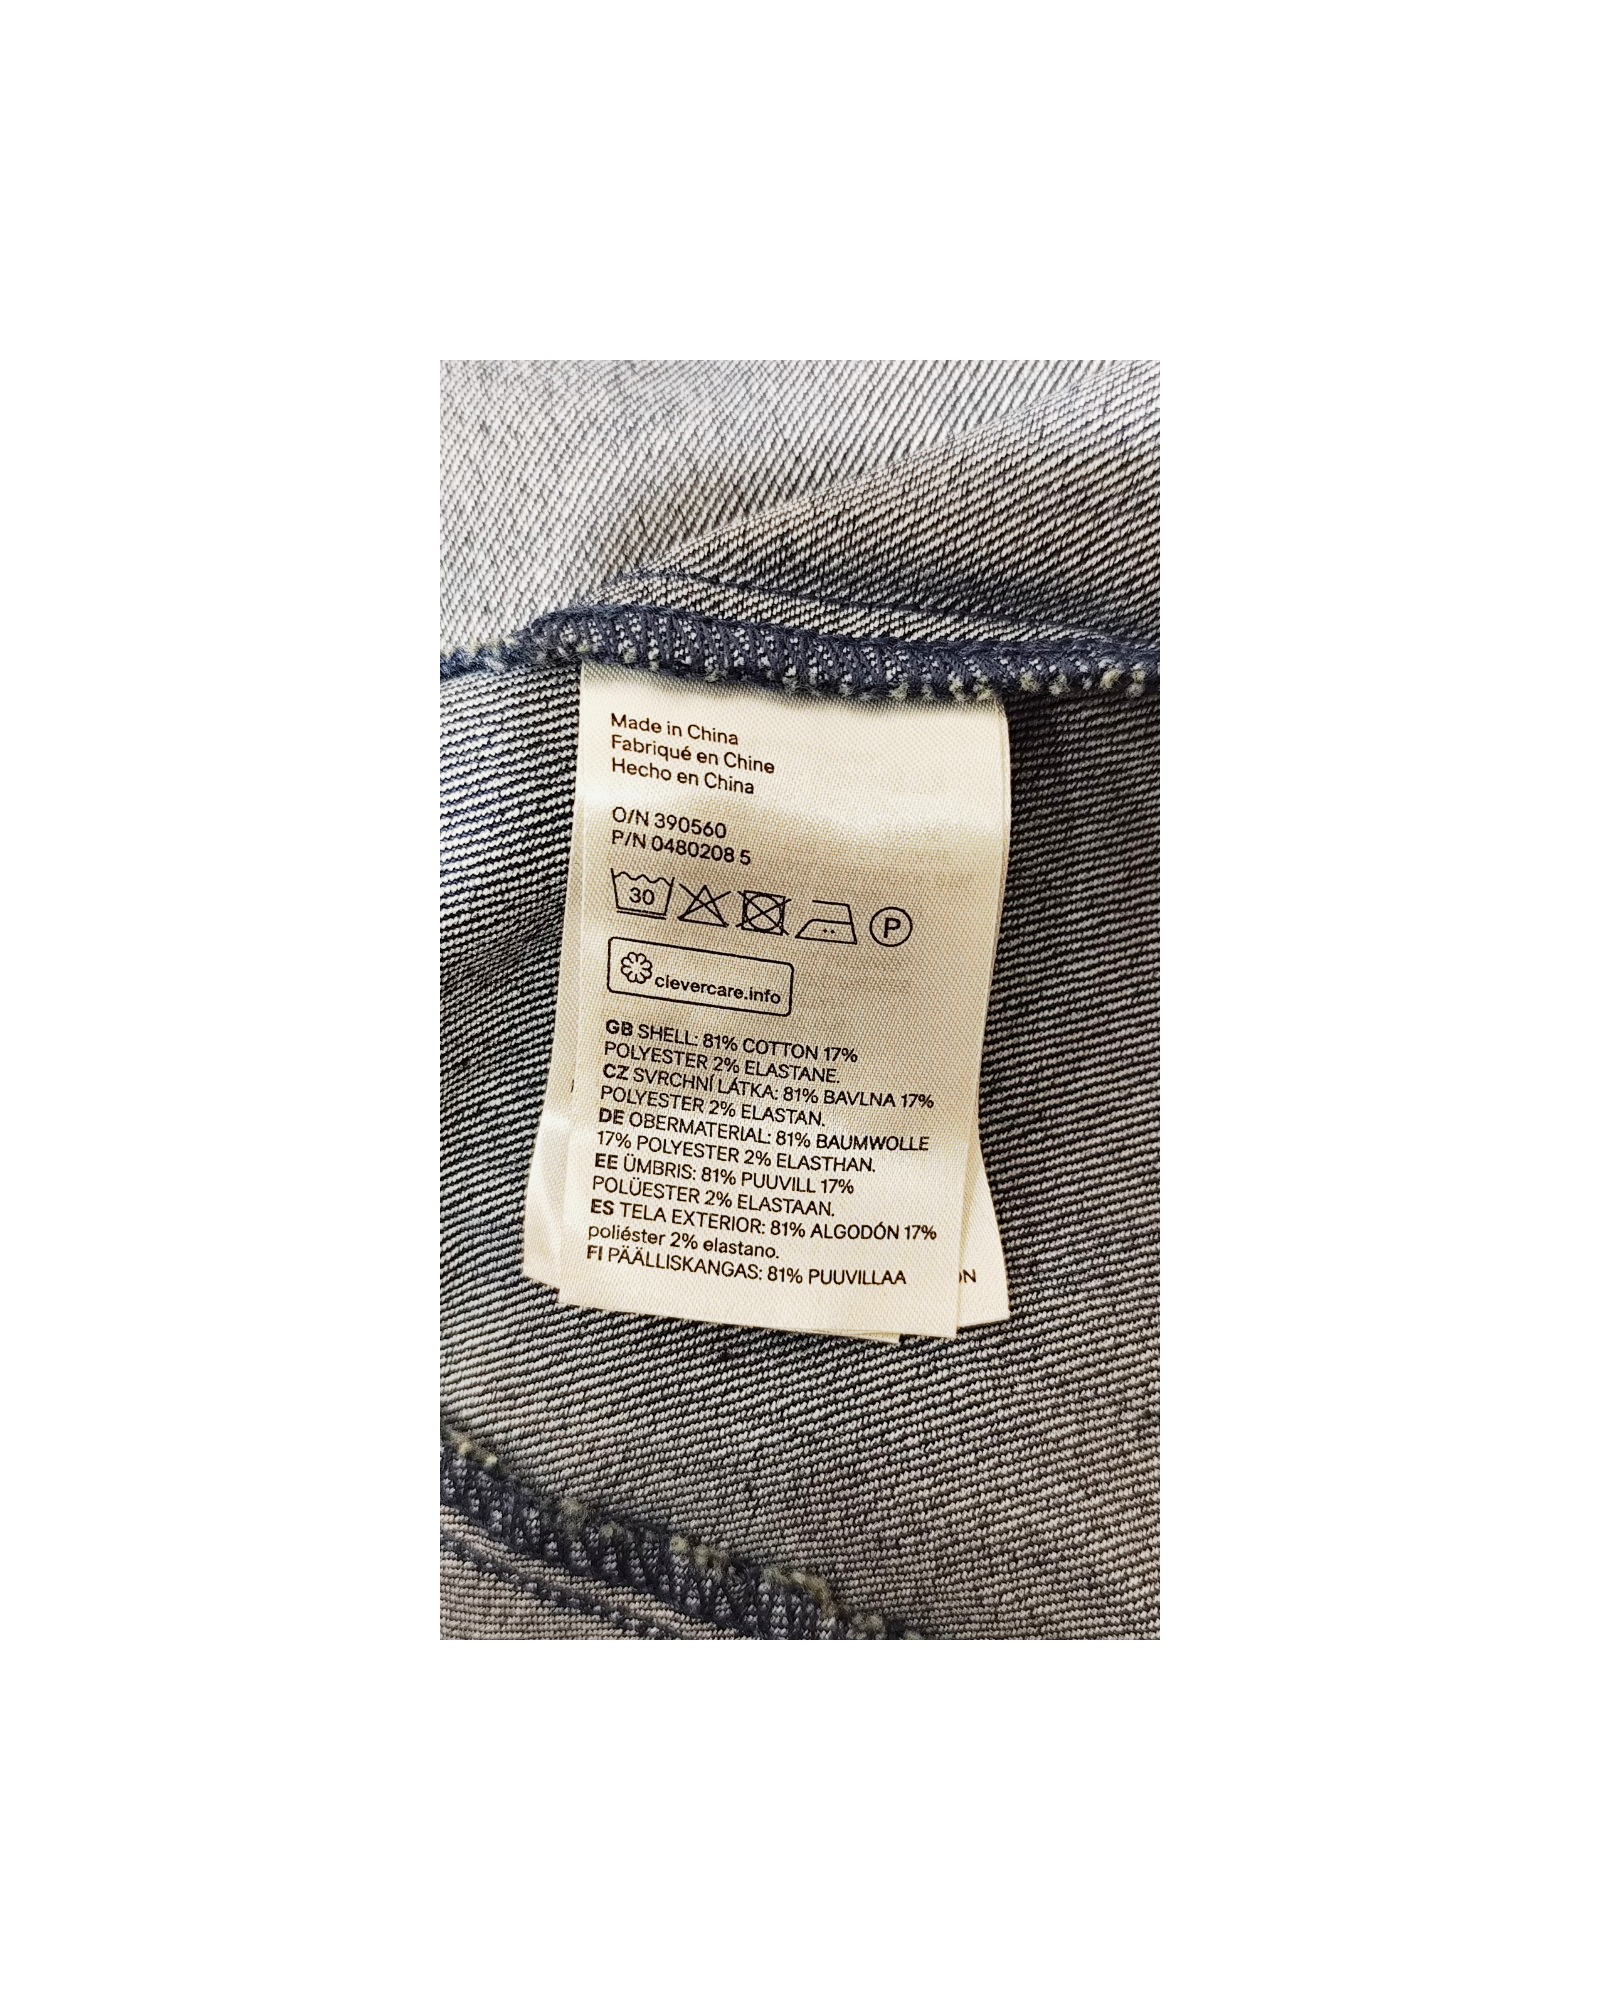 Made in China
Fabriqué en Chine
Hecho en China
O/N 390560
P/N 0480208 5
30
P
clevercare.info
GB SHELL: 81% COTTON 17%
POLYESTER 2% ELASTANE.
CZ SVRCHNÍ LÁTKA: 81% BAVLNA 17%
POLYESTER 2% ELASTAN.
DE OBERMATERIAL: 81% BAUMWOLLE
17% POLYESTER 2% ELASTHAN.
EE ÜMBRIS: 81% PUUVILL 17%
POLÜESTER 2% ELASTAAN.
ES TELA EXTERIOR: 81% ALGODÓN 17%
poliéster 2% elastano.
FI PÄÄLLISKANGAS: 81% PUUVILLAA